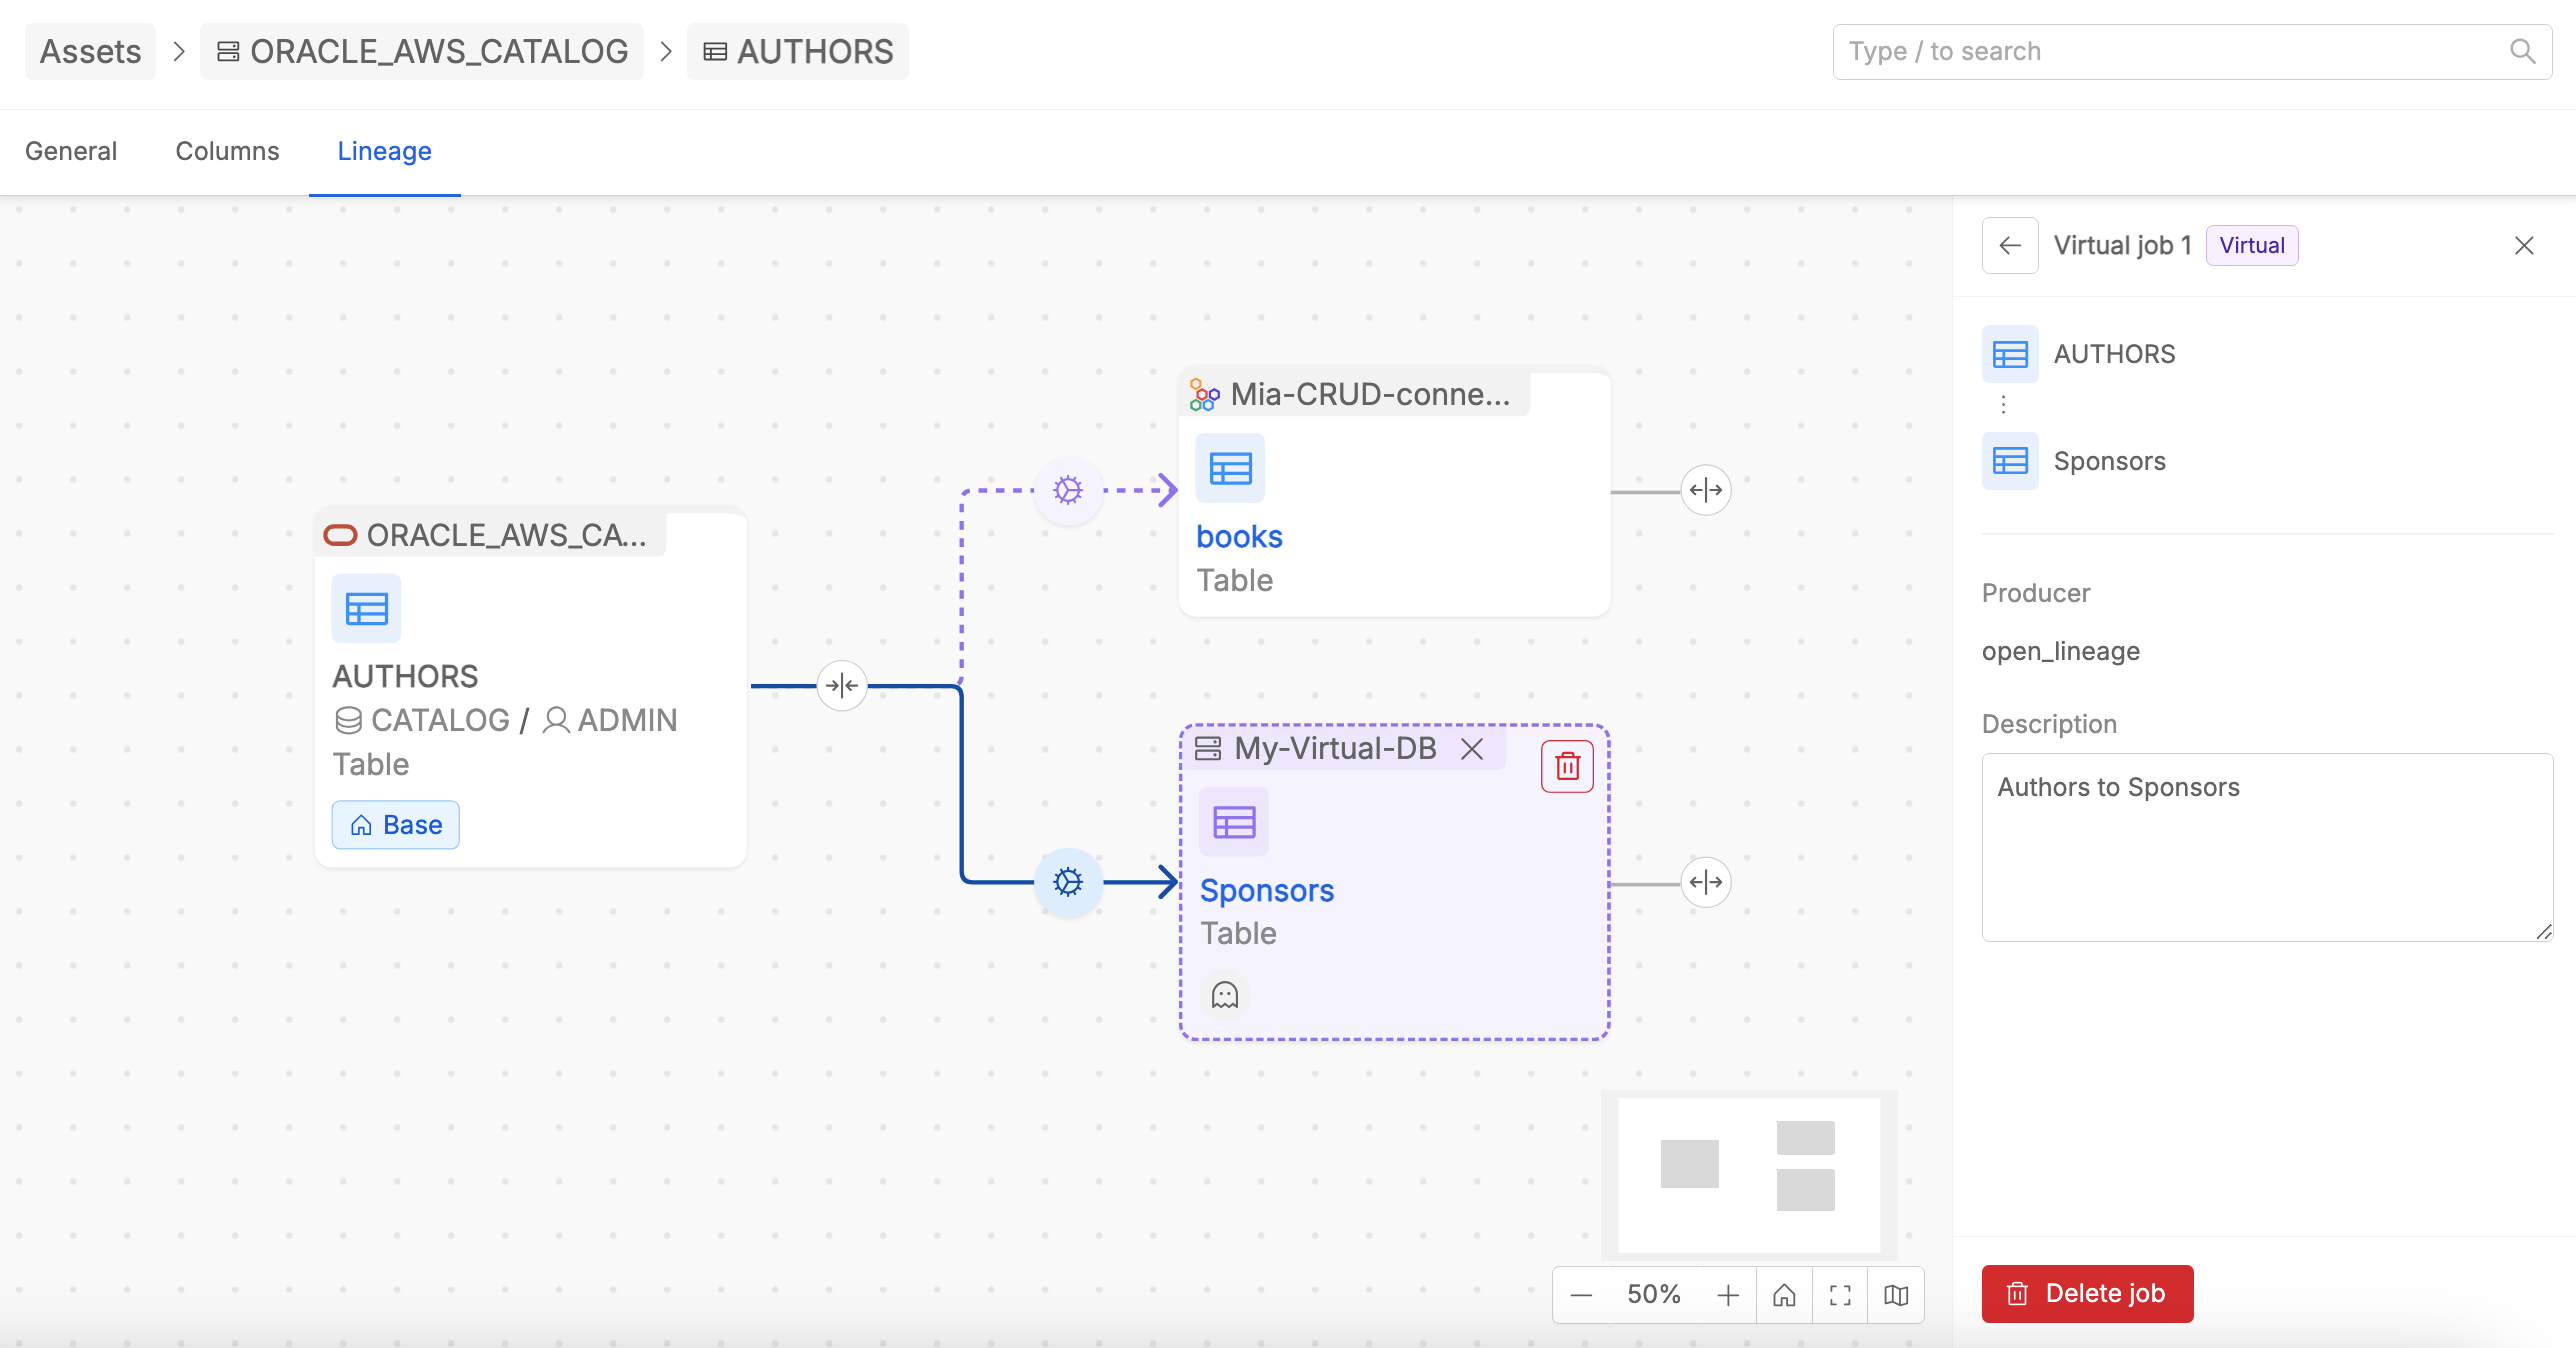 Assets
ORACLE_AWS_CATALOG
AUTHORS
Type / to search
General
Columns
Lineage
ORACLE_AWS_CA...
AUTHORS
CATALOG / ADMIN
Table
Base
Mia-CRUD-conne...
books
Table
My-Virtual-DB
Sponsors
Table
50%
Virtual job 1
Virtual
AUTHORS
Sponsors
Producer
open_lineage
Description
Authors to Sponsors
Delete job